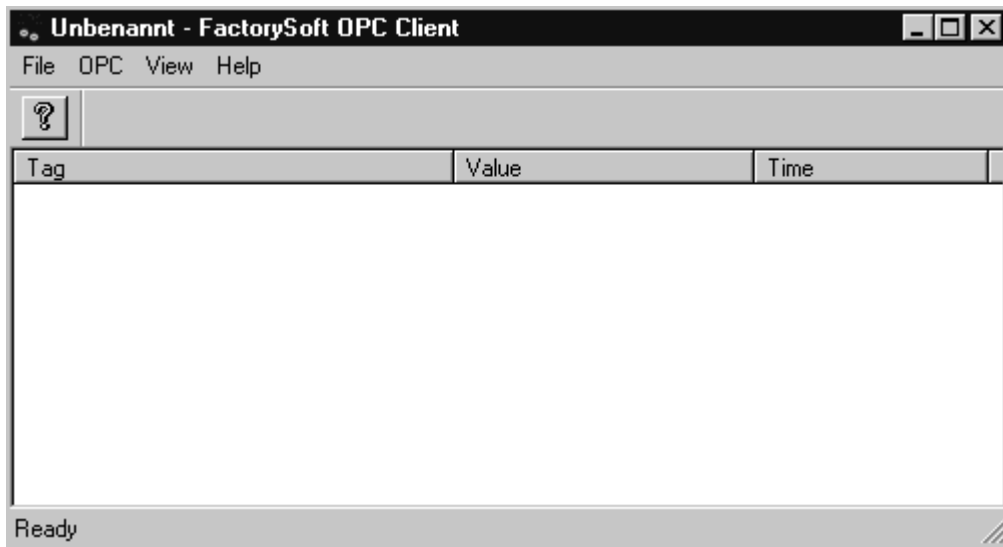 Unbenannt - FactorySoft OPC Client
File OPC View Help
Tag Value Time
Ready